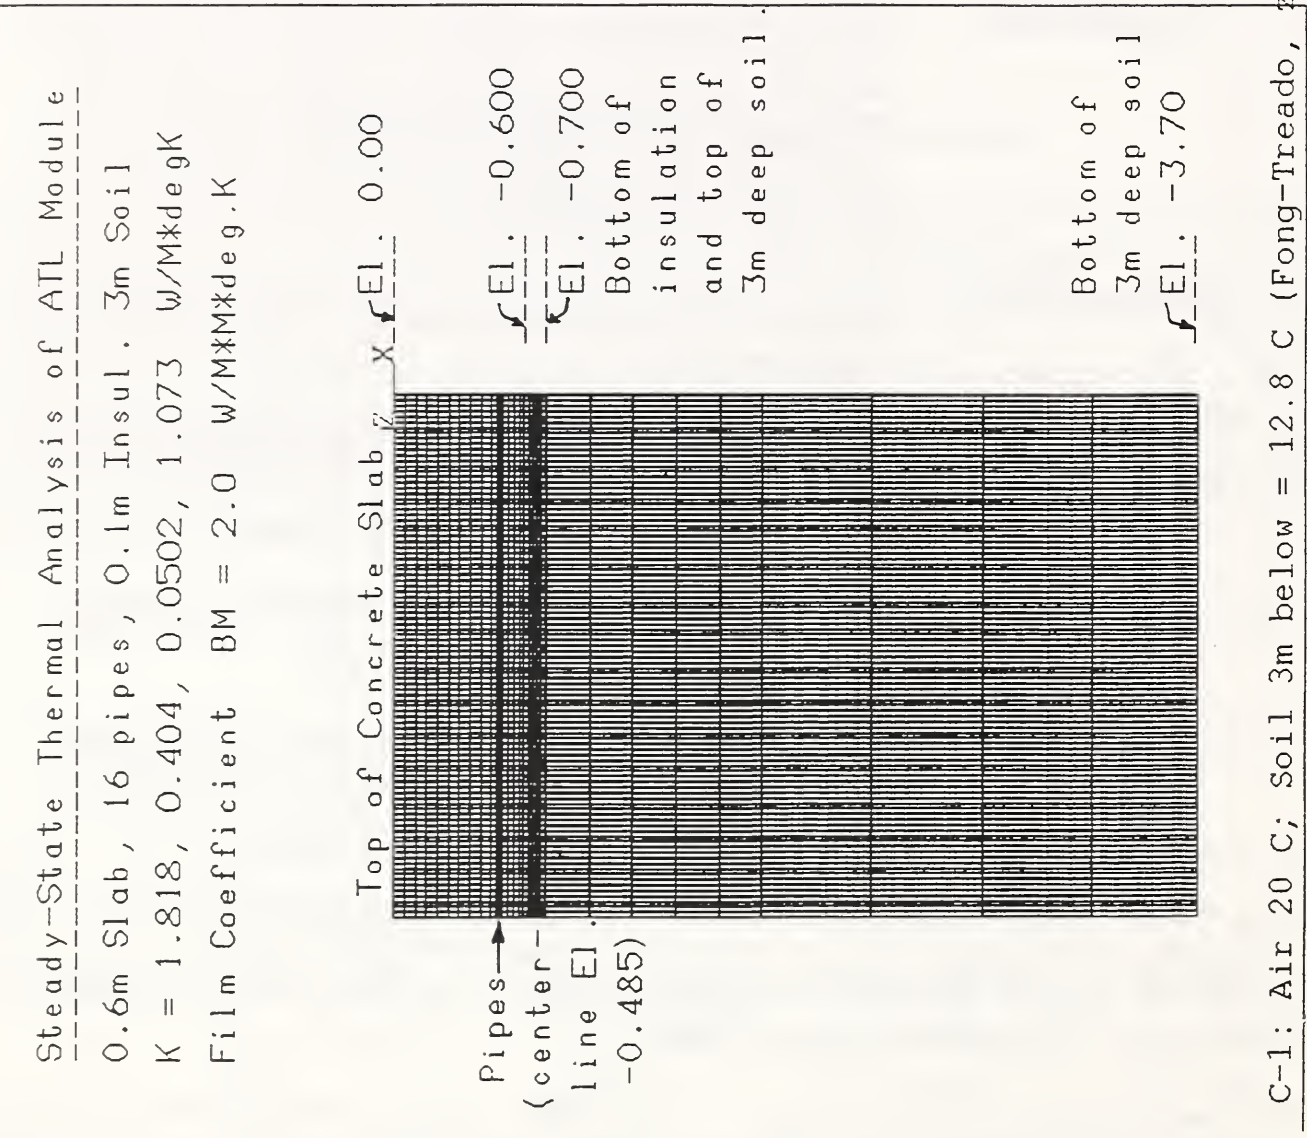 Steady-State Thermal Analysis of ATL Module
0.6m Slab, 16 pipes, 0.1m Insul. 3m Soil
K = 1.818, 0.404, 0.0502, 1.073 W/M*degK
Film Coefficient BM = 2.0 W/M*M*deg.K
Top of Concrete Slab
Z
X
El. 0.00
Pipes
(center-
line El.
-0.485)
El. -0.600
El. -0.700
Bottom of
insulation
and top of
3m deep soil.
Bottom of
3m deep soil
El. -3.70
C-1: Air 20 C; Soil 3m below = 12.8 C (Fong-Treado,